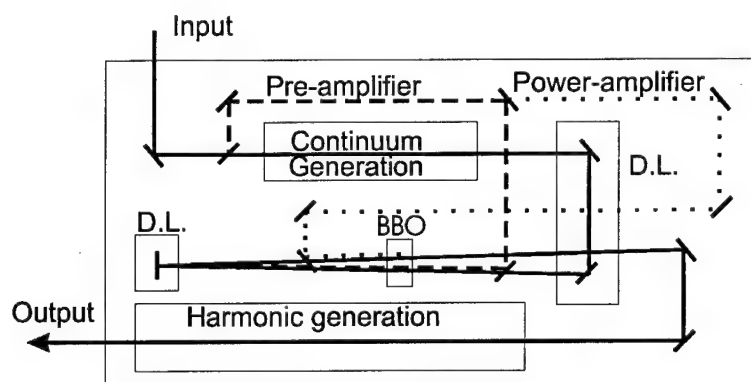 Input
Pre-amplifier
Power-amplifier
Continuum
Generation
D.L.
D.L.
BBO
Output
Harmonic generation